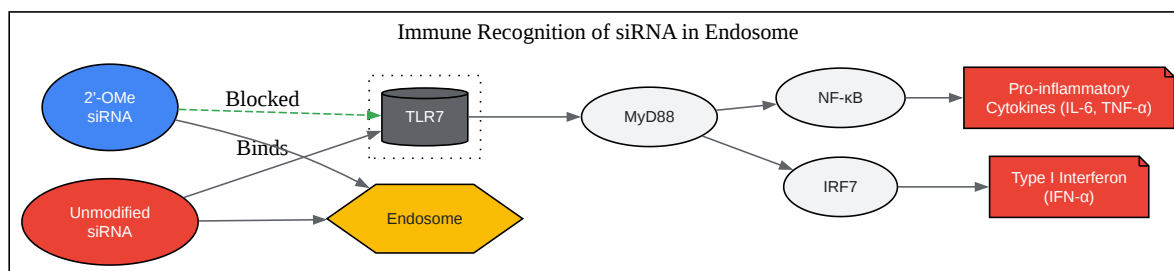 Immune Recognition of siRNA in Endosome
2'-OMe
siRNA
Blocked
Binds
Unmodified
siRNA
TLR7
Endosome
MyD88
NF-κB
IRF7
Pro-inflammatory
Cytokines (IL-6, TNF-α)
Type I Interferon
(IFN-α)